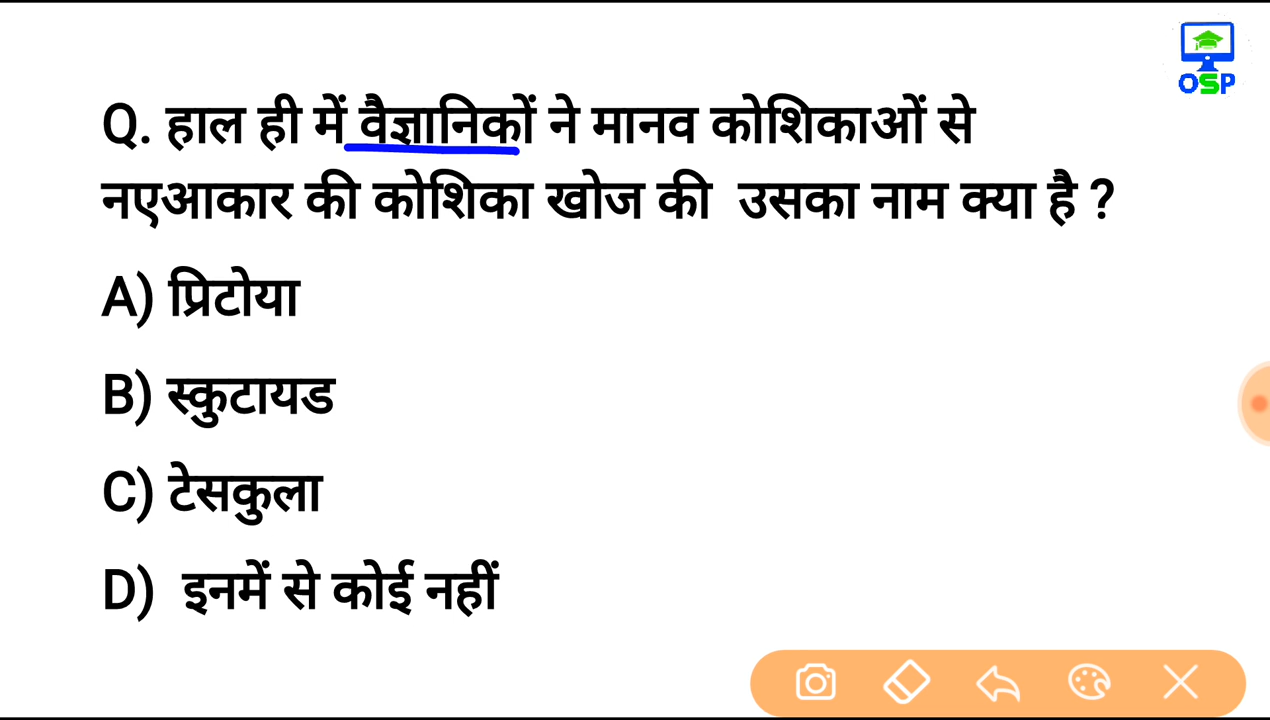 OSP
Q. हाल ही में वैज्ञानिकों ने मानव कोशिकाओं से
नएआकार की कोशिका खोज की उसका नाम क्या है ?
A) प्रिटोया
B) स्कुटायड
C) टेसकुला
D) इनमें से कोई नहीं